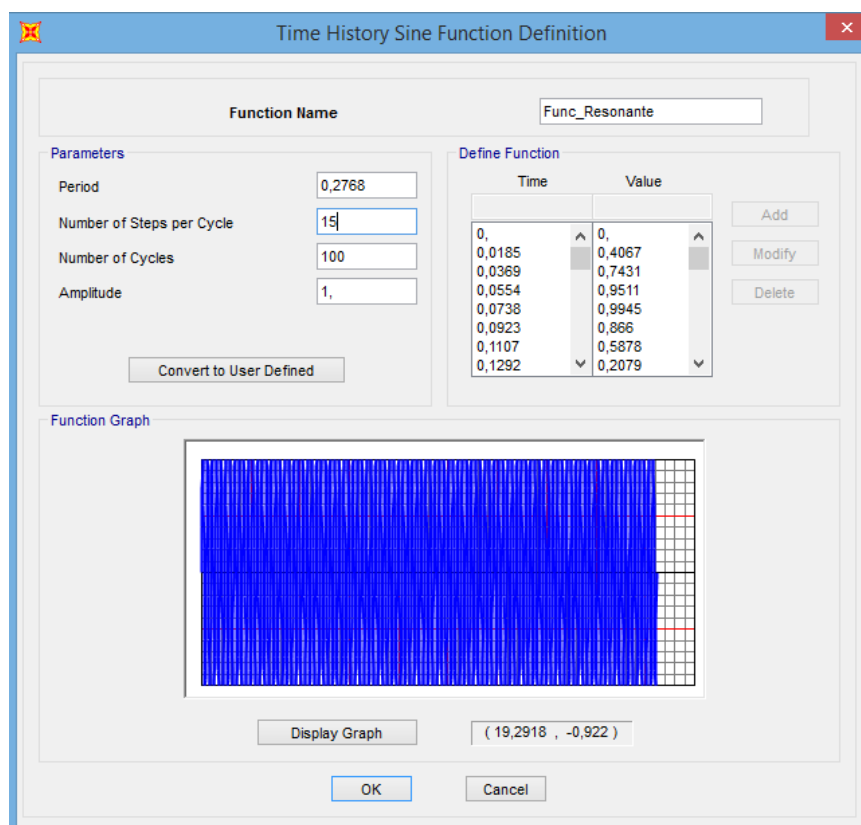 Time History Sine Function Definition
Function Name
Func_Resonante
Parameters
Period
0,2768
Number of Steps per Cycle
15
Number of Cycles
100
Amplitude
1,
Convert to User Defined
Define Function
Time Value
0, 0,
0,0185 0,4067
0,0369 0,7431
0,0554 0,9511
0,0738 0,9945
0,0923 0,866
0,1107 0,5878
0,1292 0,2079
Add
Modify
Delete
Function Graph
Display Graph
( 19,2918 , -0,922 )
OK
Cancel